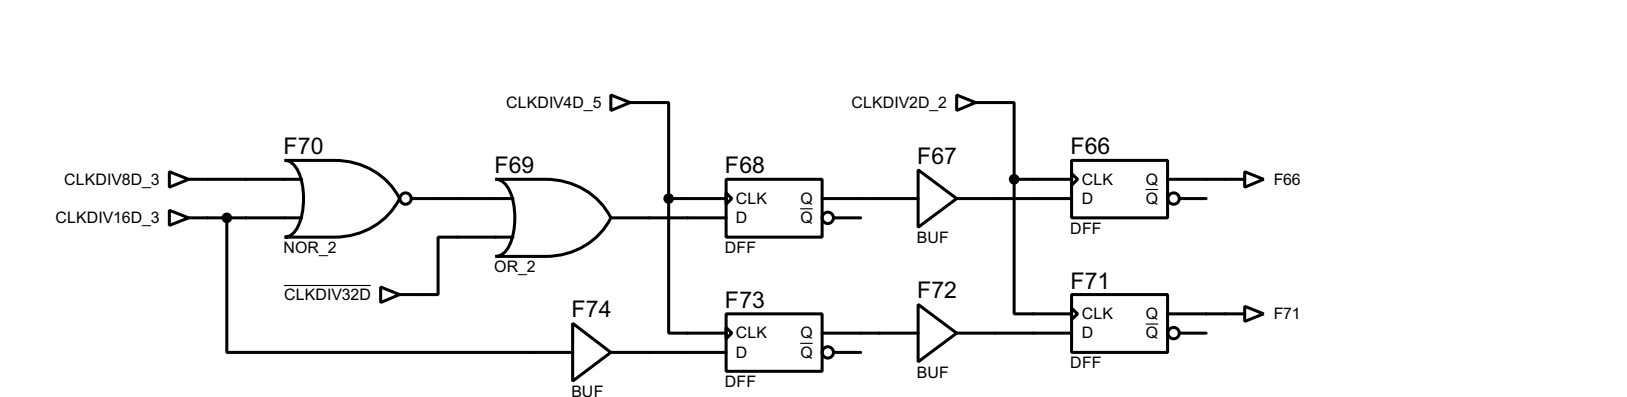 CLKDIV4D_5
CLKDIV2D_2
F70
F69
F68
F67
F66
CLKDIV8D_3
CLK
Q
F66
CLKDIV16D_3
D
Q
CLK
Q
D
Q
NOR_2
OR_2
DFF
BUF
DFF
CLKDIV32D
F74
F73
F72
F71
CLK
Q
F71
CLK
Q
D
Q
D
Q
BUF
DFF
BUF
DFF